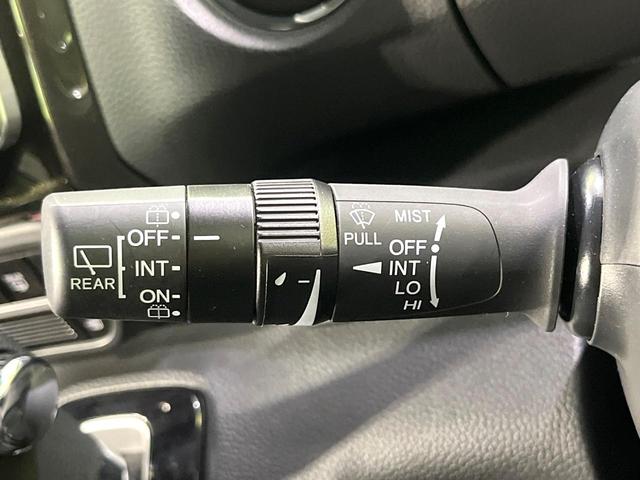 OFF
INT
REAR
ON
PULL
MIST
OFF
INT
LO
HI